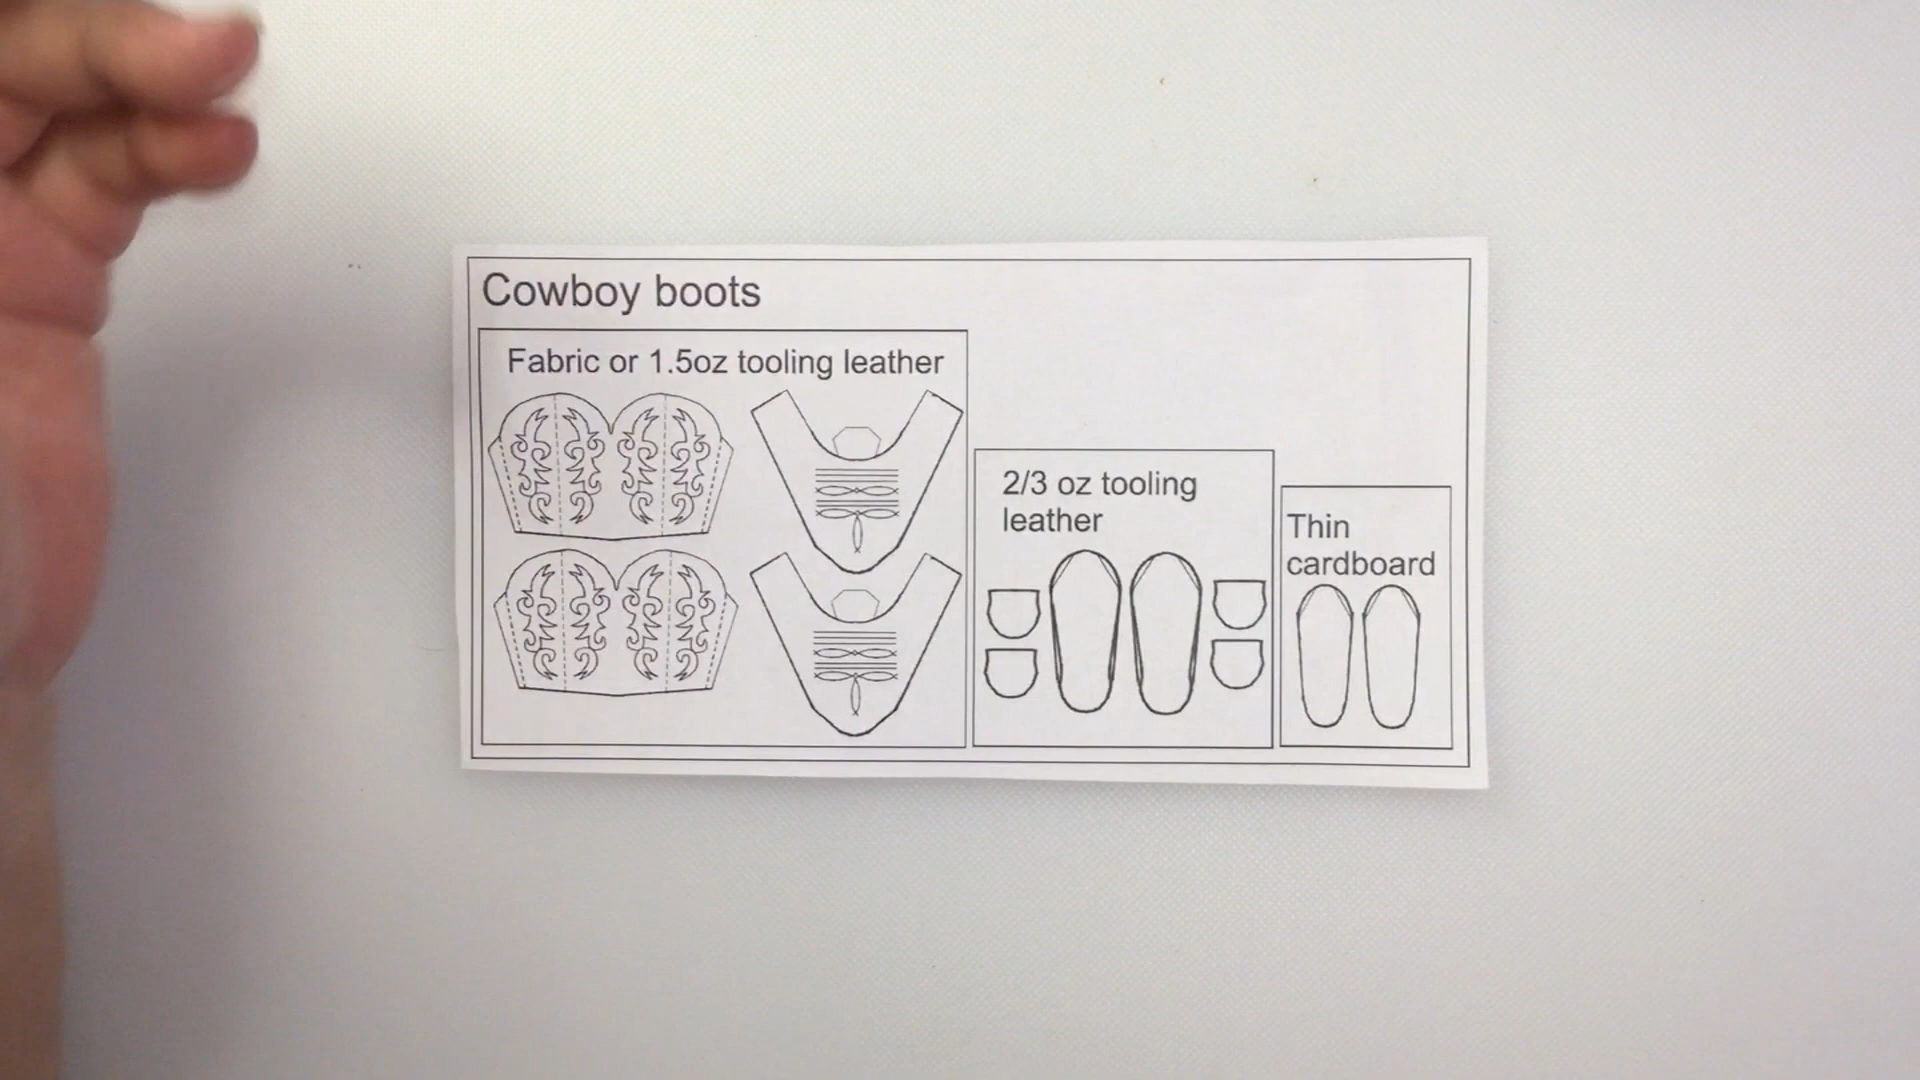 Cowboy boots
Fabric or 1.5oz tooling leather
2/3 oz tooling
leather
Thin
cardboard